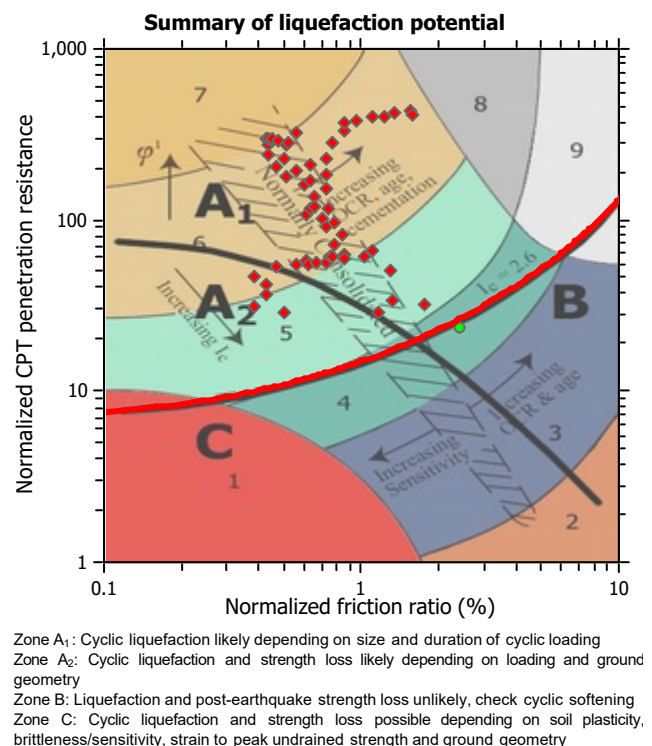 Summary of liquefaction potential
1,000
100
10
1
Normalized CPT penetration resistance
7
8
9
φ'
A1
Increasing
OCR, age,
cementation
Normally Consolidated
6
A2
Increasing Ic
5
Ic = 2.6
B
4
Increasing
OCR & age
3
Increasing
Sensitivity
C
1
2
0.1
1
10
Normalized friction ratio (%)
Zone A1: Cyclic liquefaction likely depending on size and duration of cyclic loading
Zone A2: Cyclic liquefaction and strength loss likely depending on loading and ground
geometry
Zone B: Liquefaction and post-earthquake strength loss unlikely, check cyclic softening
Zone C: Cyclic liquefaction and strength loss possible depending on soil plasticity,
brittleness/sensitivity, strain to peak undrained strength and ground geometry